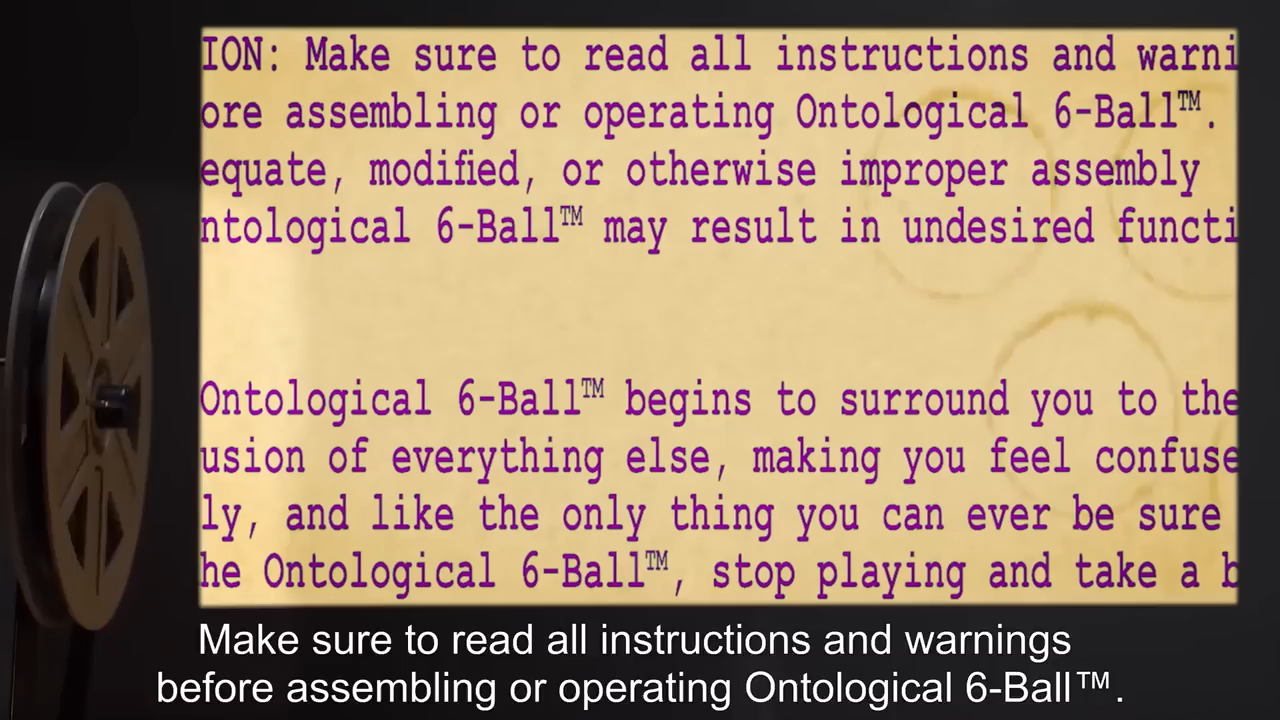 ION: Make sure to read all instructions and warni
ore assembling or operating Ontological 6-Ball™.
equate, modified, or otherwise improper assembly
ntological 6-Ball™ may result in undesired functi
Ontological 6-Ball™ begins to surround you to the
usion of everything else, making you feel confuse
ly, and like the only thing you can ever be sure
he Ontological 6-Ball™, stop playing and take a b
Make sure to read all instructions and warnings
before assembling or operating Ontological 6-Ball™.